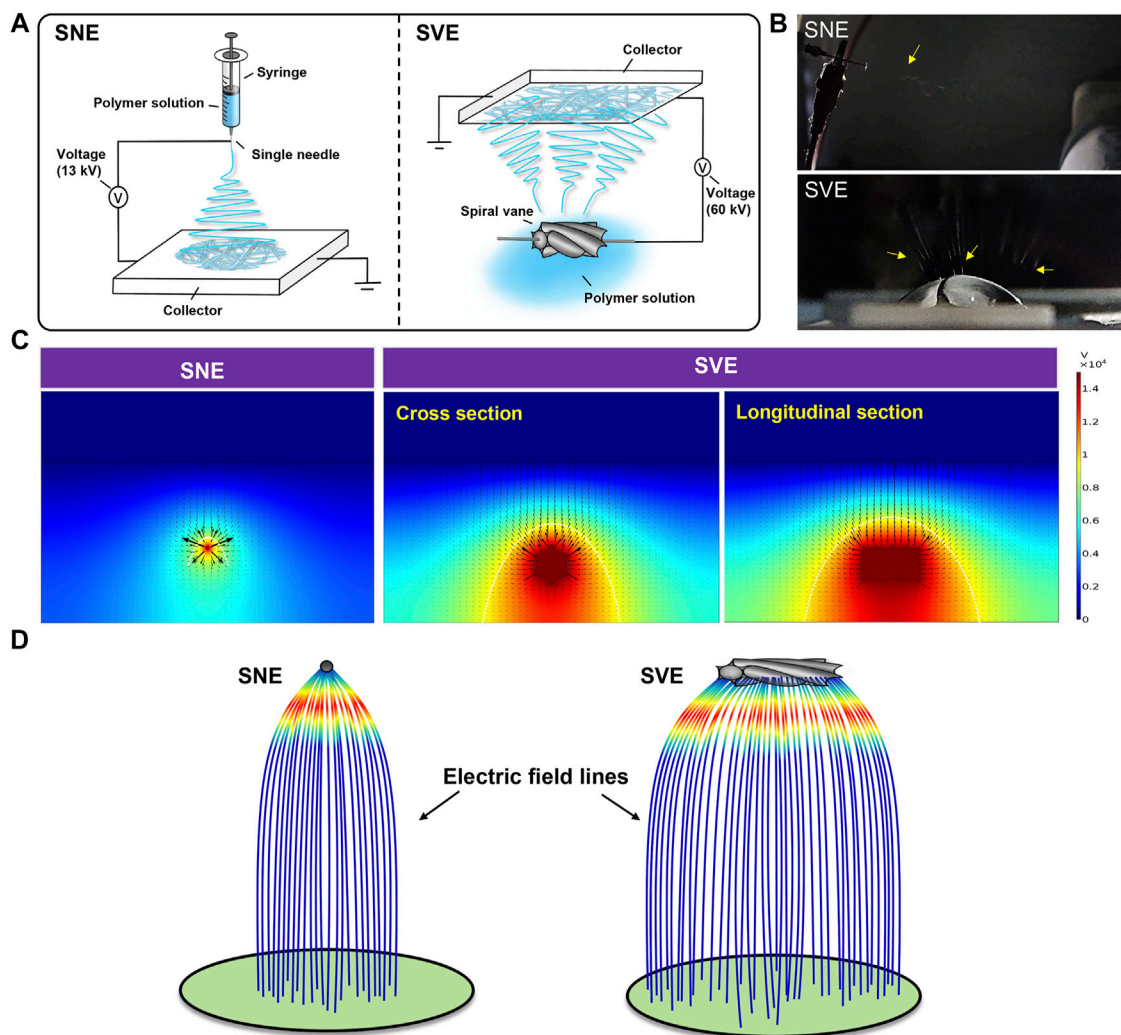 A
SNE
Syringe
Polymer solution
Voltage
(13 kV)
V
Single needle
Collector
SVE
Collector
V
Voltage
(60 kV)
Spiral vane
Polymer solution
B
SNE
SVE
C
SNE
SVE
Cross section
Longitudinal section
V
×10⁴
1.4
1.2
1
0.8
0.6
0.4
0.2
0
D
SNE
SVE
Electric field lines